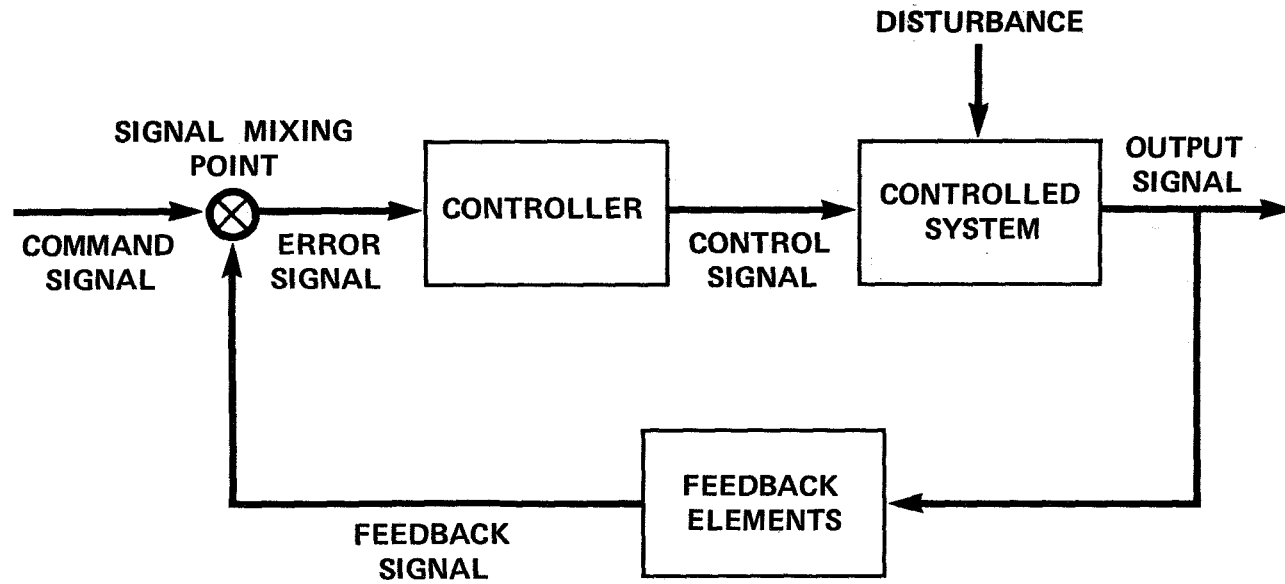 DISTURBANCE
SIGNAL MIXING
POINT
OUTPUT
SIGNAL
CONTROLLER
CONTROLLED
SYSTEM
COMMAND
SIGNAL
ERROR
SIGNAL
CONTROL
SIGNAL
FEEDBACK
ELEMENTS
FEEDBACK
SIGNAL